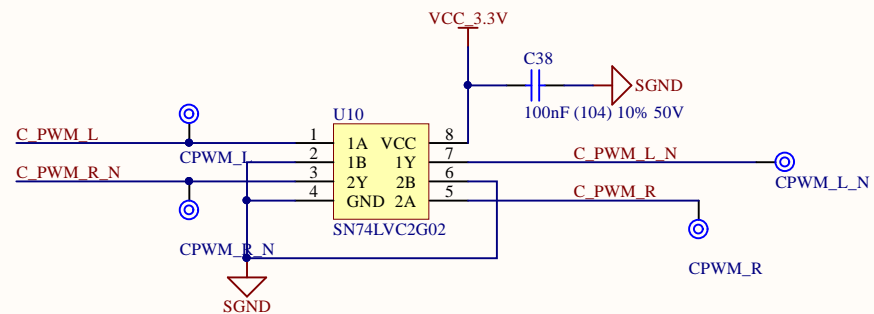 VCC_3.3V
C38
SGND
100nF (104) 10% 50V
U10
C_PWM_L
1
1A
VCC
8
CPWM_L
2
1B
1Y
7
C_PWM_L_N
C_PWM_R_N
3
2Y
2B
6
CPWM_L_N
4
GND
2A
5
C_PWM_R
SN74LVC2G02
CPWM_R_N
CPWM_R
SGND